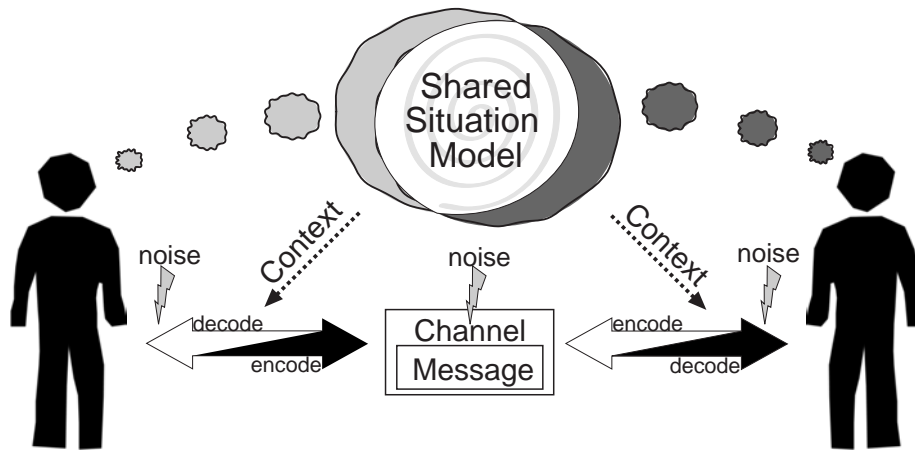 Shared
Situation
Model
Context
Context
noise
noise
noise
decode
encode
Channel
Message
encode
decode